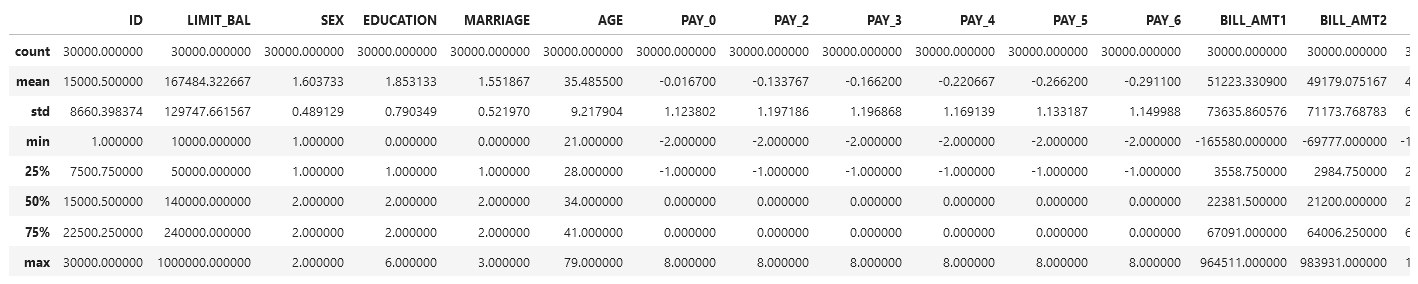 ID LIMIT_BAL SEX EDUCATION MARRIAGE AGE PAY_0 PAY_2 PAY_3 PAY_4 PAY_5 PAY_6 BILL_AMT1 BILL_AMT2
count 30000.000000 30000.000000 30000.000000 30000.000000 30000.000000 30000.000000 30000.000000 30000.000000 30000.000000 30000.000000 30000.000000 30000.000000 30000.000000 30000.000000 3
mean 15000.500000 167484.322667 1.603733 1.853133 1.551867 35.485500 -0.016700 -0.133767 -0.166200 -0.220667 -0.266200 -0.291100 51223.330900 49179.075167 4
std 8660.398374 129747.661567 0.489129 0.790349 0.521970 9.217904 1.123802 1.197186 1.196868 1.169139 1.133187 1.149988 73635.860576 71173.768783 6
min 1.000000 10000.000000 1.000000 0.000000 0.000000 21.000000 -2.000000 -2.000000 -2.000000 -2.000000 -2.000000 -2.000000 -165580.000000 -69777.000000 -1
25% 7500.750000 50000.000000 1.000000 1.000000 1.000000 28.000000 -1.000000 -1.000000 -1.000000 -1.000000 -1.000000 -1.000000 3558.750000 2984.750000 2
50% 15000.500000 140000.000000 2.000000 2.000000 2.000000 34.000000 0.000000 0.000000 0.000000 0.000000 0.000000 0.000000 22381.500000 21200.000000 2
75% 22500.250000 240000.000000 2.000000 2.000000 2.000000 41.000000 0.000000 0.000000 0.000000 0.000000 0.000000 0.000000 67091.000000 64006.250000 6
max 30000.000000 1000000.000000 2.000000 6.000000 3.000000 79.000000 8.000000 8.000000 8.000000 8.000000 8.000000 8.000000 964511.000000 983931.000000 1